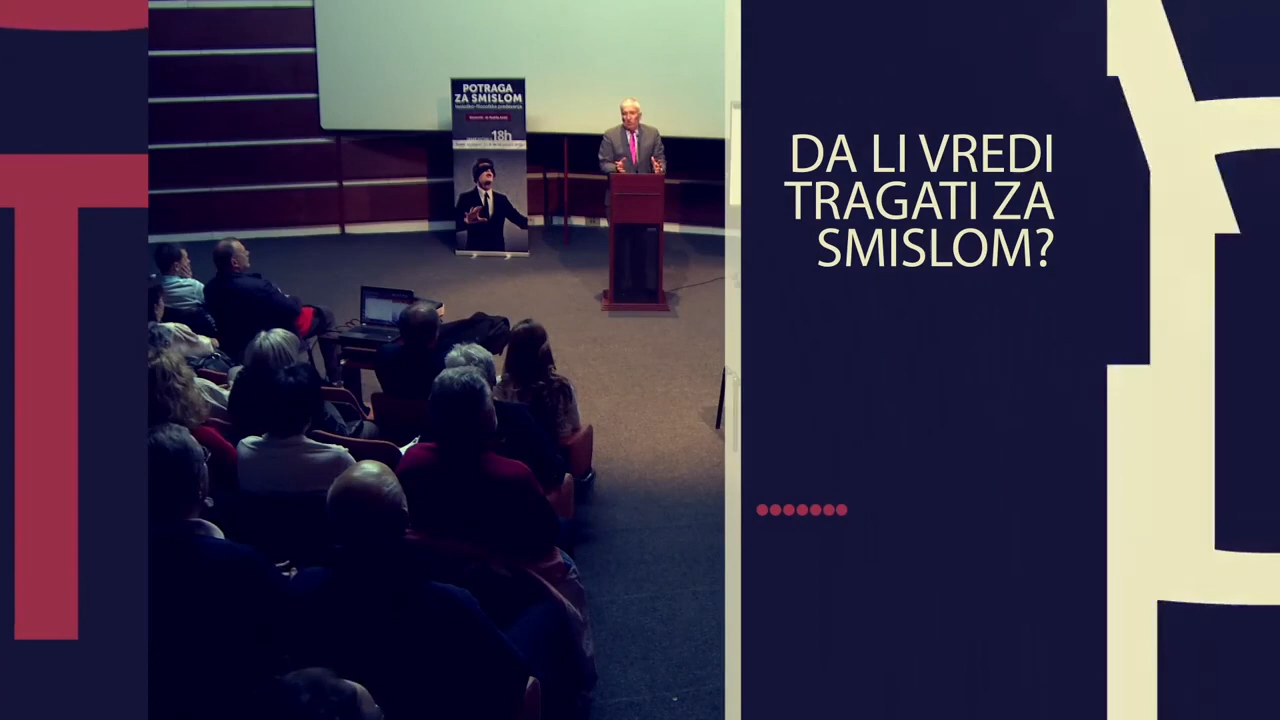 POTRAGA
ZA SMISLOM
18h
DA LI VREDI
TRAGATI ZA
SMISLOM?
T